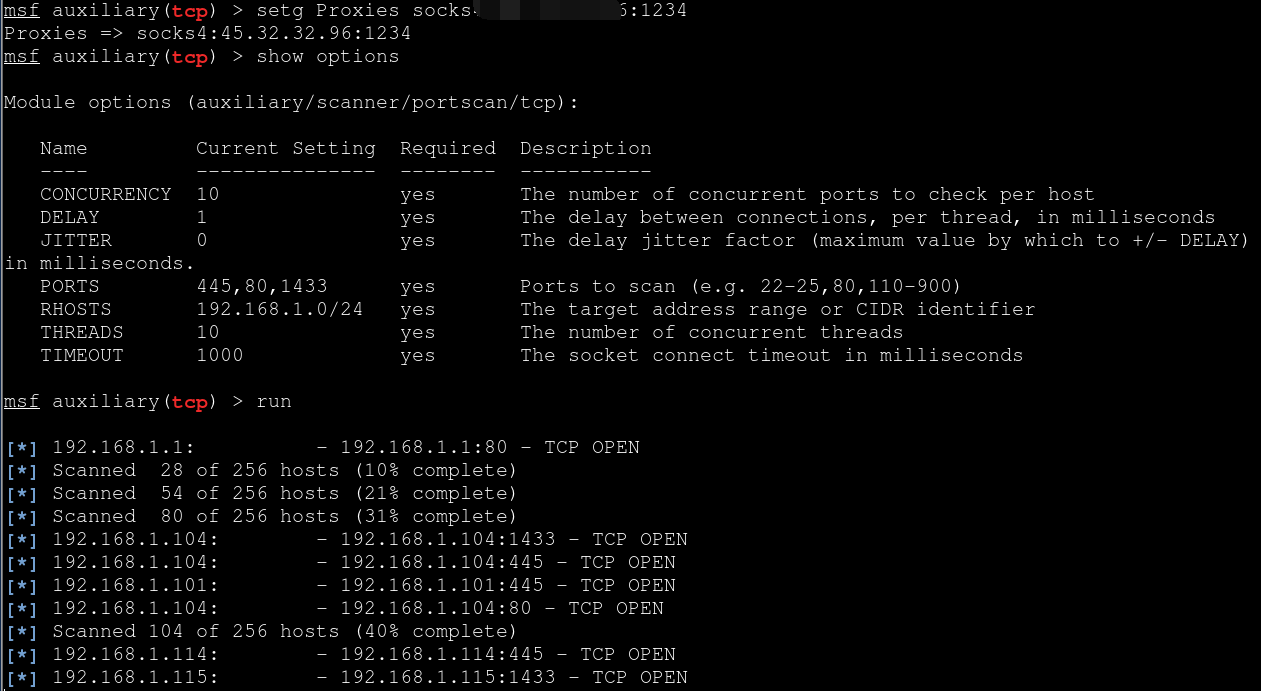 msf auxiliary(tcp) > setg Proxies socks 6:1234
Proxies => socks4:45.32.32.96:1234
msf auxiliary(tcp) > show options
Module options (auxiliary/scanner/portscan/tcp):
Name Current Setting Required Description
---- --------------- -------- -----------
CONCURRENCY 10 yes The number of concurrent ports to check per host
DELAY 1 yes The delay between connections, per thread, in milliseconds
JITTER 0 yes The delay jitter factor (maximum value by which to +/- DELAY)
in milliseconds.
PORTS 445,80,1433 yes Ports to scan (e.g. 22-25,80,110-900)
RHOSTS 192.168.1.0/24 yes The target address range or CIDR identifier
THREADS 10 yes The number of concurrent threads
TIMEOUT 1000 yes The socket connect timeout in milliseconds
msf auxiliary(tcp) > run
[*] 192.168.1.1: - 192.168.1.1:80 - TCP OPEN
[*] Scanned 28 of 256 hosts (10% complete)
[*] Scanned 54 of 256 hosts (21% complete)
[*] Scanned 80 of 256 hosts (31% complete)
[*] 192.168.1.104: - 192.168.1.104:1433 - TCP OPEN
[*] 192.168.1.104: - 192.168.1.104:445 - TCP OPEN
[*] 192.168.1.101: - 192.168.1.101:445 - TCP OPEN
[*] 192.168.1.104: - 192.168.1.104:80 - TCP OPEN
[*] Scanned 104 of 256 hosts (40% complete)
[*] 192.168.1.114: - 192.168.1.114:445 - TCP OPEN
[*] 192.168.1.115: - 192.168.1.115:1433 - TCP OPEN